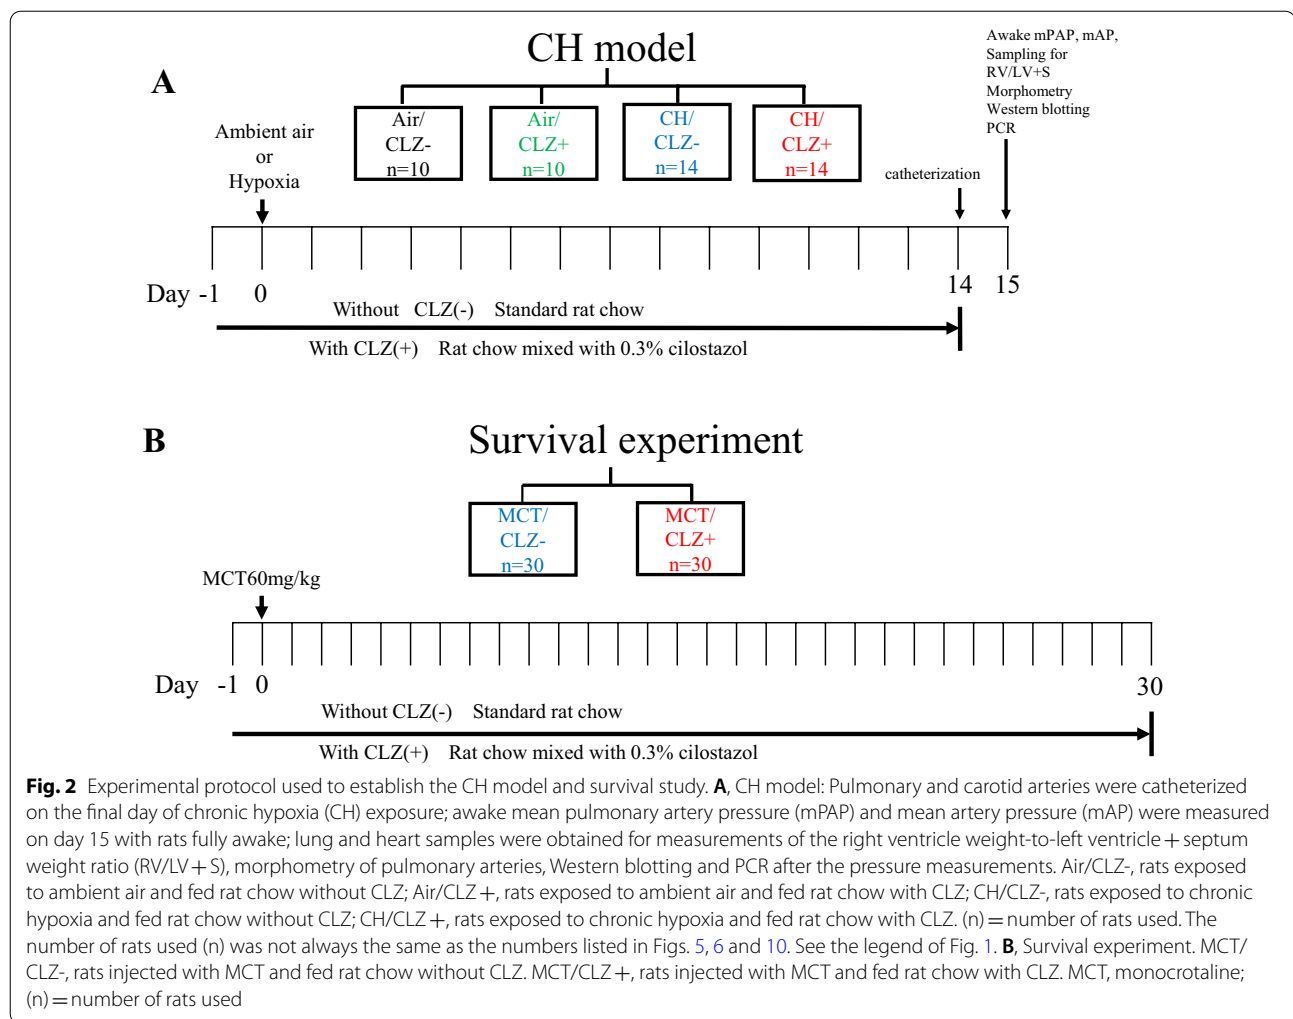 CH model
A
Air/
CLZ-
n=10
Air/
CLZ+
n=10
CH/
CLZ-
n=14
CH/
CLZ+
n=14
Ambient air
or
Hypoxia
catheterization
Awake mPAP, mAP,
Sampling for
RV/LV+S
Morphometry
Western blotting
PCR
Day -1 0 14 15
Without CLZ(-) Standard rat chow
With CLZ(+) Rat chow mixed with 0.3% cilostazol
B
Survival experiment
MCT/
CLZ-
n=30
MCT/
CLZ+
n=30
MCT60mg/kg
Day -1 0 30
Without CLZ(-) Standard rat chow
With CLZ(+) Rat chow mixed with 0.3% cilostazol
Fig. 2 Experimental protocol used to establish the CH model and survival study. A, CH model: Pulmonary and carotid arteries were catheterized
on the final day of chronic hypoxia (CH) exposure; awake mean pulmonary artery pressure (mPAP) and mean artery pressure (mAP) were measured
on day 15 with rats fully awake; lung and heart samples were obtained for measurements of the right ventricle weight-to-left ventricle + septum
weight ratio (RV/LV + S), morphometry of pulmonary arteries, Western blotting and PCR after the pressure measurements. Air/CLZ-, rats exposed
to ambient air and fed rat chow without CLZ; Air/CLZ +, rats exposed to ambient air and fed rat chow with CLZ; CH/CLZ-, rats exposed to chronic
hypoxia and fed rat chow without CLZ; CH/CLZ +, rats exposed to chronic hypoxia and fed rat chow with CLZ. (n) = number of rats used. The
number of rats used (n) was not always the same as the numbers listed in Figs. 5, 6 and 10. See the legend of Fig. 1. B, Survival experiment. MCT/
CLZ-, rats injected with MCT and fed rat chow without CLZ. MCT/CLZ +, rats injected with MCT and fed rat chow with CLZ. MCT, monocrotaline;
(n) = number of rats used